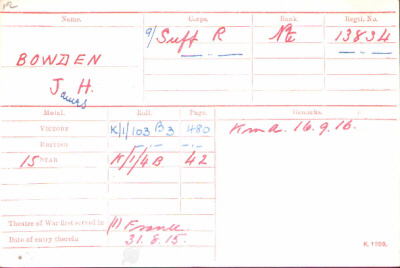 Name. Corps. Rank Regtl. No.
9/Suff R Pte 13834
BOWDEN
J. H.
James
Medal. Roll. Page. Remarks.
VICTORY K/1/103 B3 480 K in a. 16.9.16.
BRITISH -,,- -,,-
15 STAR K/1/4B 42
Theatre of War first served in (1) France
Date of entry therein 31.8.15.
K. 1380.